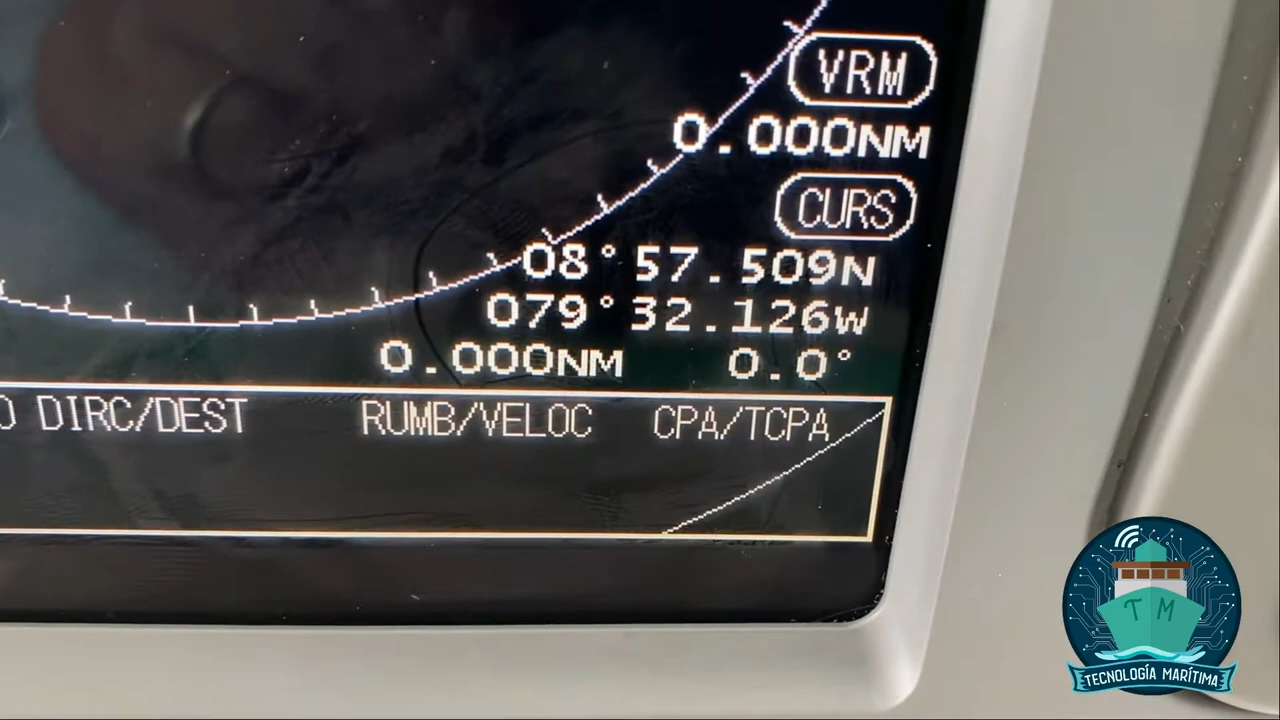 VRM
0.000NM
CURS
08°57.509N
079°32.126W
0.000NM 0.0°
DIRC/DEST RUMB/VELOC CPA/TCPA
TM
TECNOLOGÍA MARÍTIMA